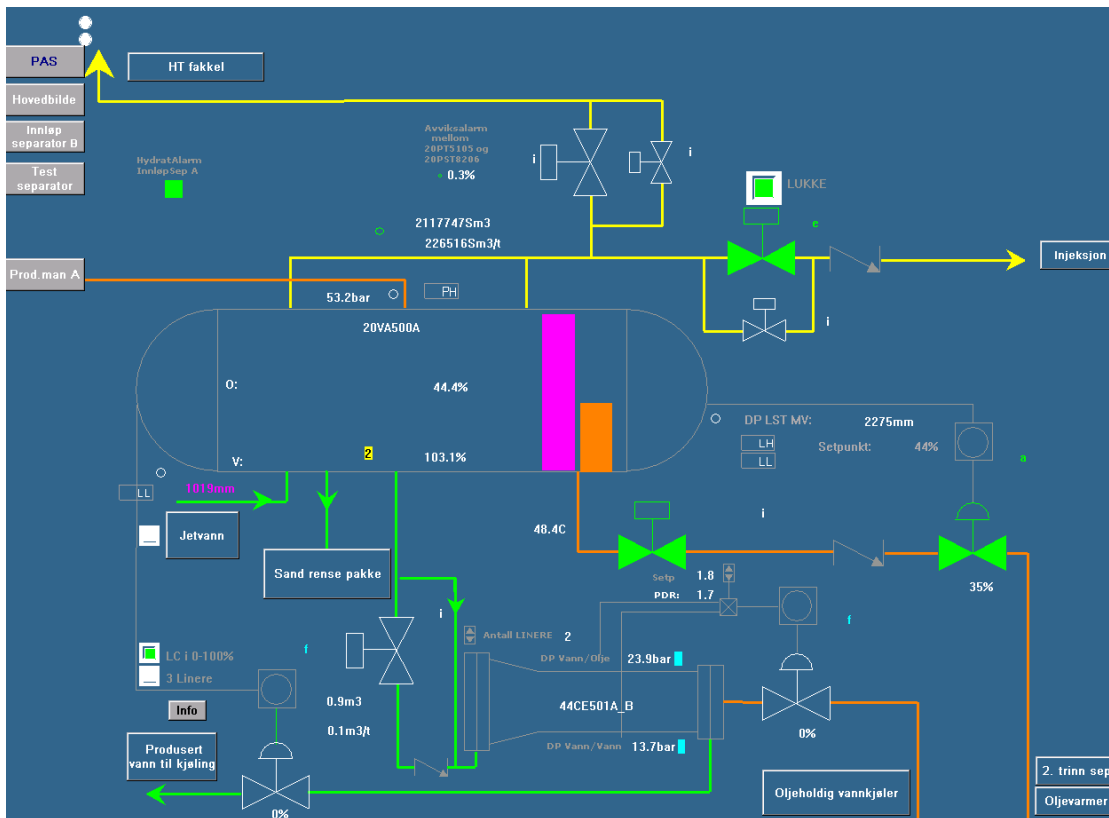 PAS
HT fakkel
Hovedbilde
Innløp
separator B
Test
separator
HydratAlarm
InnløpSep A
Avviksalarm
mellom
20PT5105 og
20PST8206
0.3%
i
i
LUKKE
e
2117747Sm3
226516Sm3/t
Injeksjon
Prod.man A
53.2bar
PH
i
20VA500A
O:
44.4%
V:
2
103.1%
DP LST MV:
2275mm
LH
LL
Setpunkt:
44%
a
LL
1019mm
Jetvann
48.4C
i
Sand rense pakke
Setp
1.8
PDR:
1.7
35%
i
Antall LINERE
2
f
f
LC i 0-100%
3 Linere
DP Vann/Olje
23.9bar
Info
0.9m3
0.1m3/t
44CE501A_B
0%
DP Vann/Vann
13.7bar
Produsert
vann til kjøling
0%
Oljeholdig vannkjøler
2. trinn sep
Oljevarmer